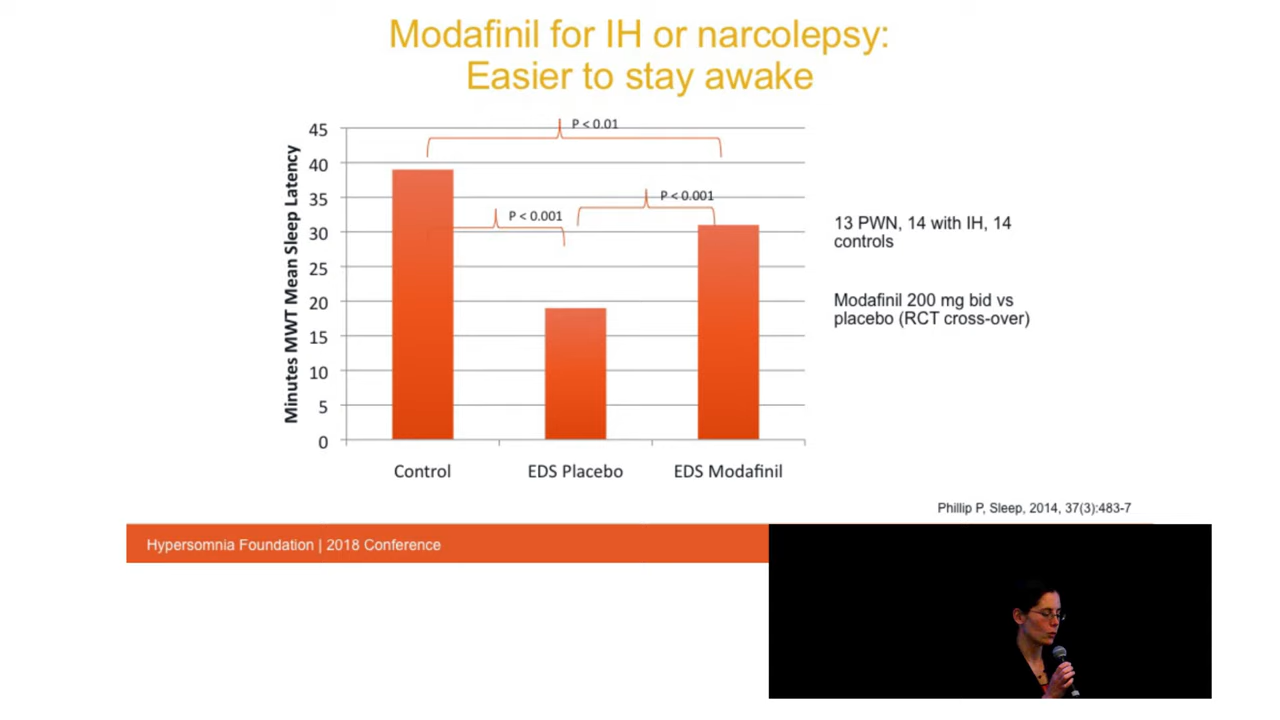 Modafinil for IH or narcolepsy:
Easier to stay awake
Minutes MWT Mean Sleep Latency
45
40
35
30
25
20
15
10
5
0
P < 0.01
P < 0.001
P < 0.001
Control
EDS Placebo
EDS Modafinil
13 PWN, 14 with IH, 14
controls
Modafinil 200 mg bid vs
placebo (RCT cross-over)
Phillip P, Sleep, 2014, 37(3):483-7
Hypersomnia Foundation | 2018 Conference